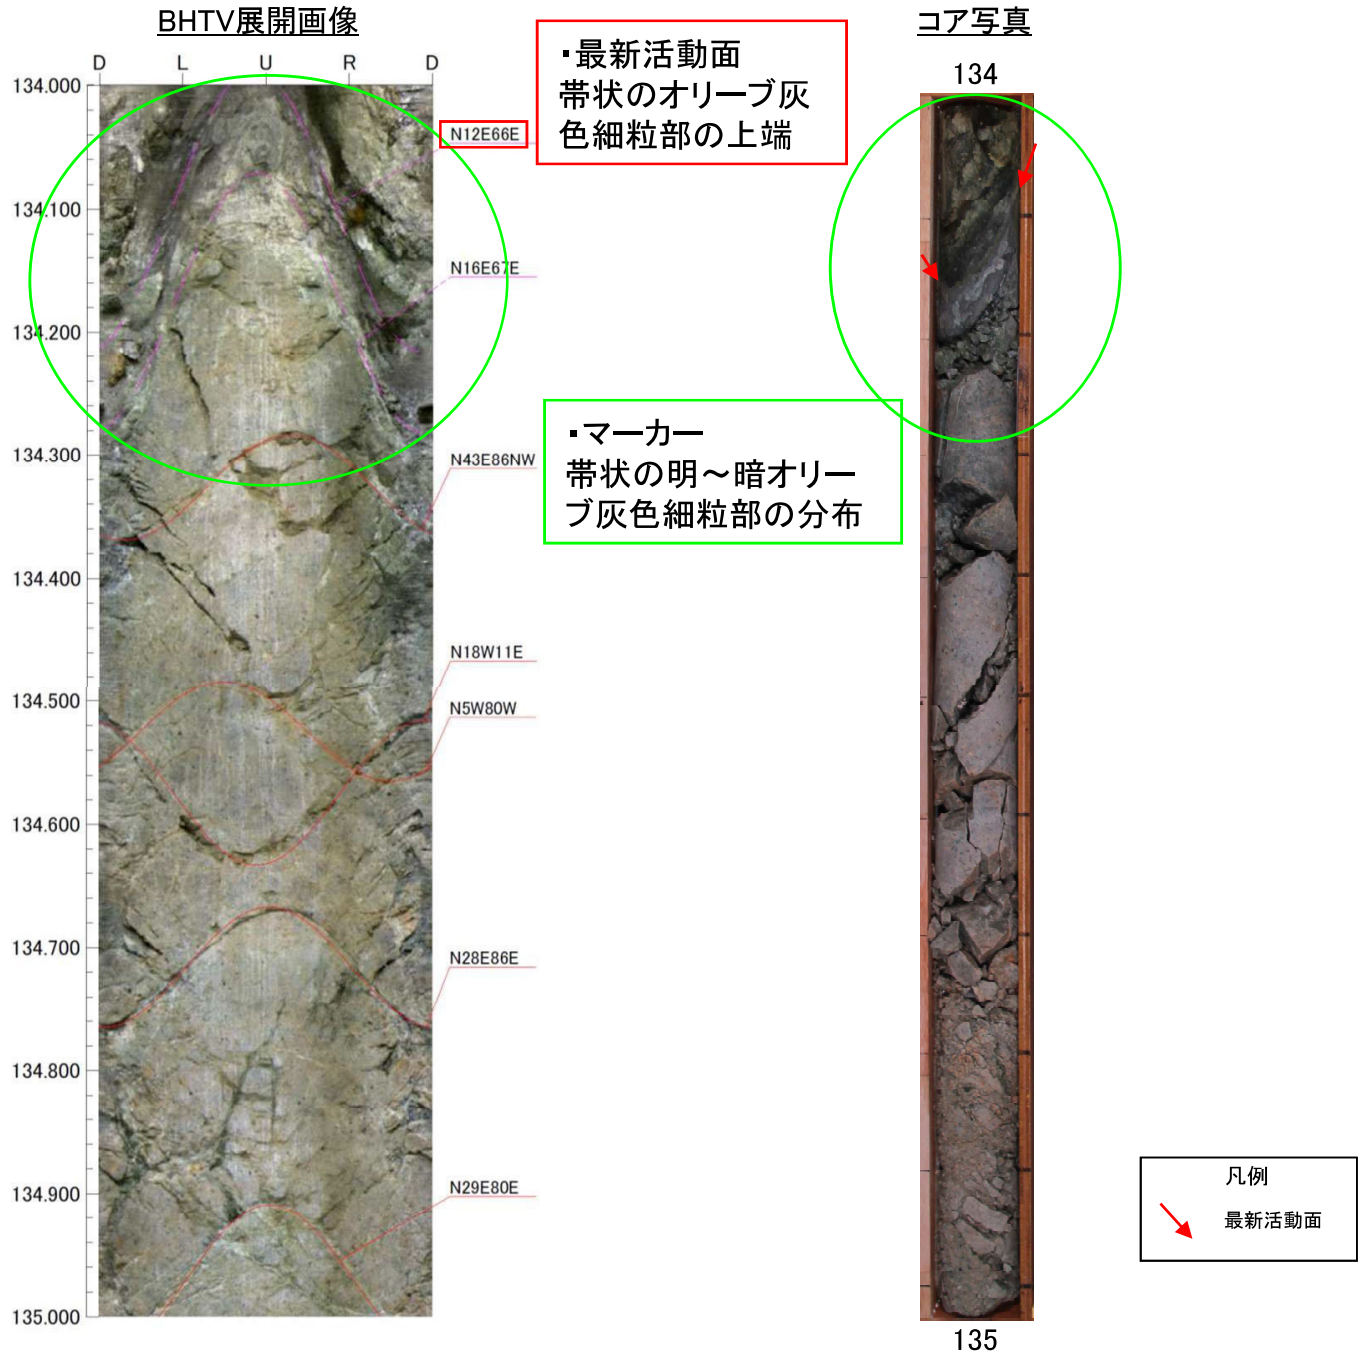 BHTV展開画像
コア写真
D L U R D
134.000
134.100
134.200
134.300
134.400
134.500
134.600
134.700
134.800
134.900
135.000
N12E66E
N16E67E
N43E86NW
N18W11E
N5W80W
N28E86E
N29E80E
・最新活動面
帯状のオリーブ灰
色細粒部の上端
・マーカー
帯状の明～暗オリー
ブ灰色細粒部の分布
134
135
凡例
最新活動面